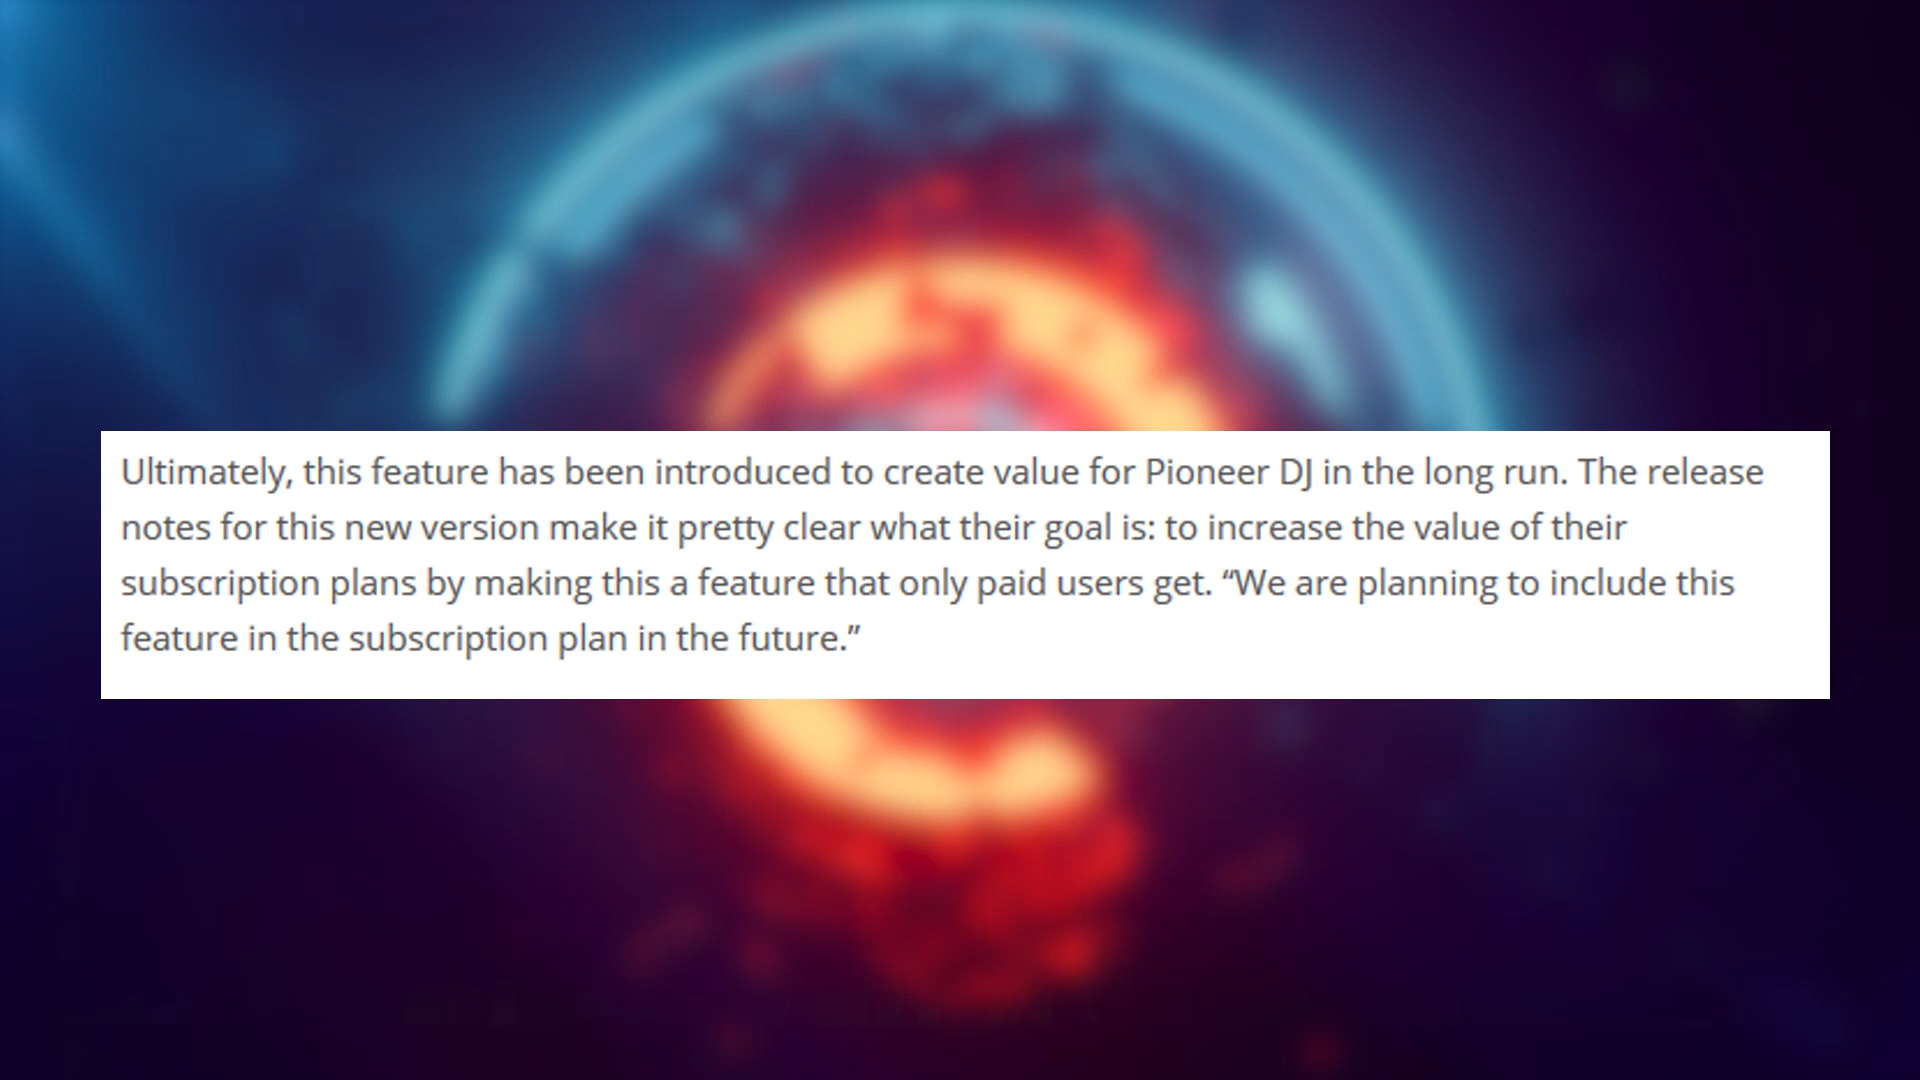 Ultimately, this feature has been introduced to create value for Pioneer DJ in the long run. The release
notes for this new version make it pretty clear what their goal is: to increase the value of their
subscription plans by making this a feature that only paid users get. “We are planning to include this
feature in the subscription plan in the future.”